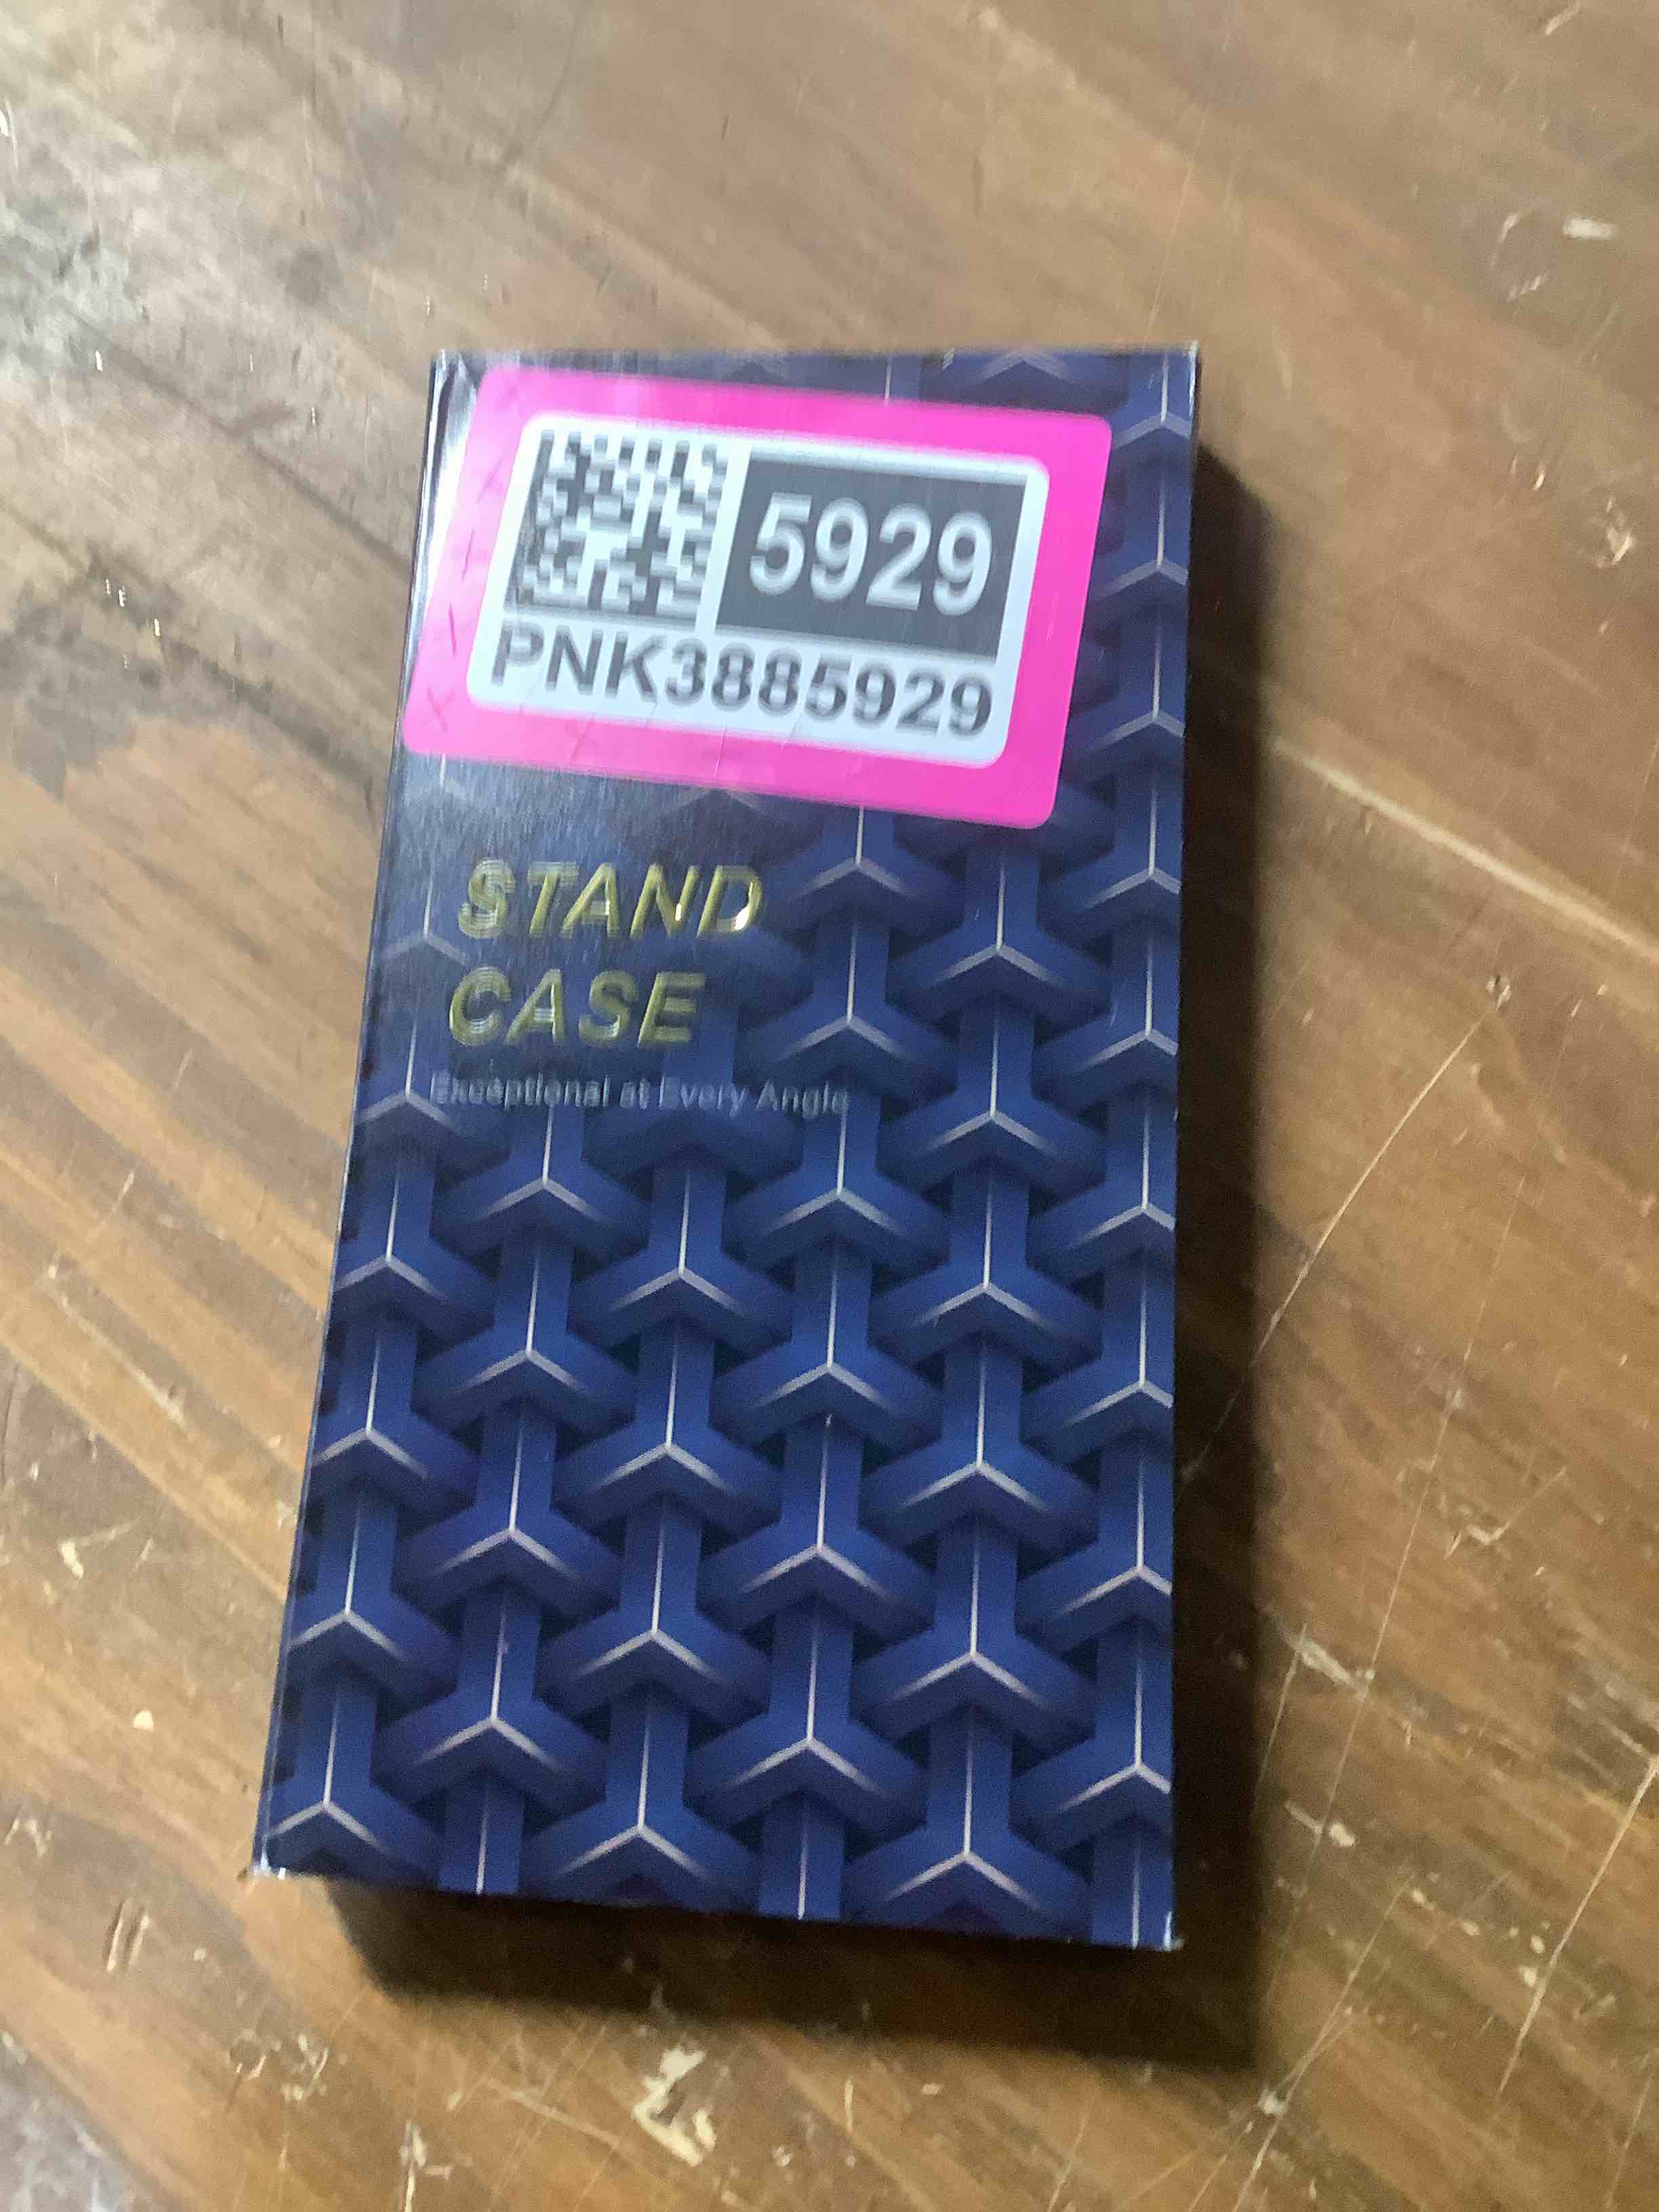 5929
PNK3885929
STAND
CASE
Exceptional at Every Angle